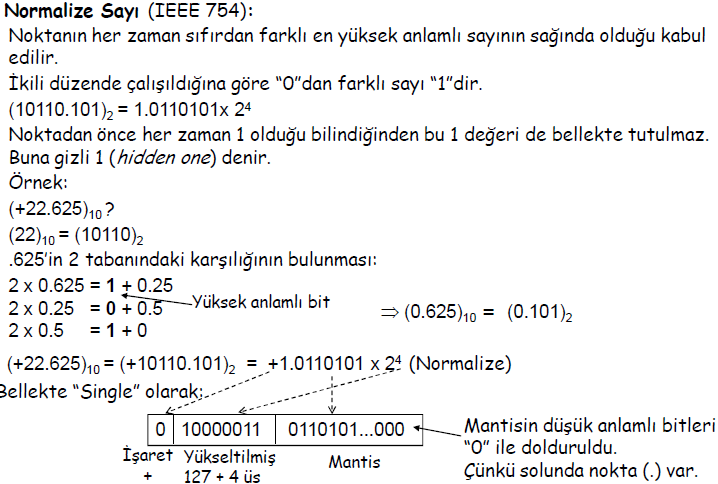 Normalize Sayı (IEEE 754):
Noktanın her zaman sıfırdan farklı en yüksek anlamlı sayının sağında olduğu kabul
edilir.
İkili düzende çalışıldığına göre “0”dan farklı sayı “1”dir.
(10110.101)₂ = 1.0110101x 2⁴
Noktadan önce her zaman 1 olduğu bilindiğinden bu 1 değeri de bellekte tutulmaz.
Buna gizli 1 (hidden one) denir.
Örnek:
(+22.625)₁₀ ?
(22)₁₀ = (10110)₂
.625’in 2 tabanındaki karşılığının bulunması:
2 x 0.625 = 1 + 0.25
2 x 0.25 = 0 + 0.5 Yüksek anlamlı bit ⇒ (0.625)₁₀ = (0.101)₂
2 x 0.5 = 1 + 0
(+22.625)₁₀ = (+10110.101)₂ = +1.0110101 x 2⁴ (Normalize)
Bellekte “Single” olarak:
0 10000011 0110101...000 Mantisin düşük anlamlı bitleri
“0” ile dolduruldu.
Çünkü solunda nokta (.) var.
İşaret Yükseltilmiş Mantis
+ 127 + 4 üs